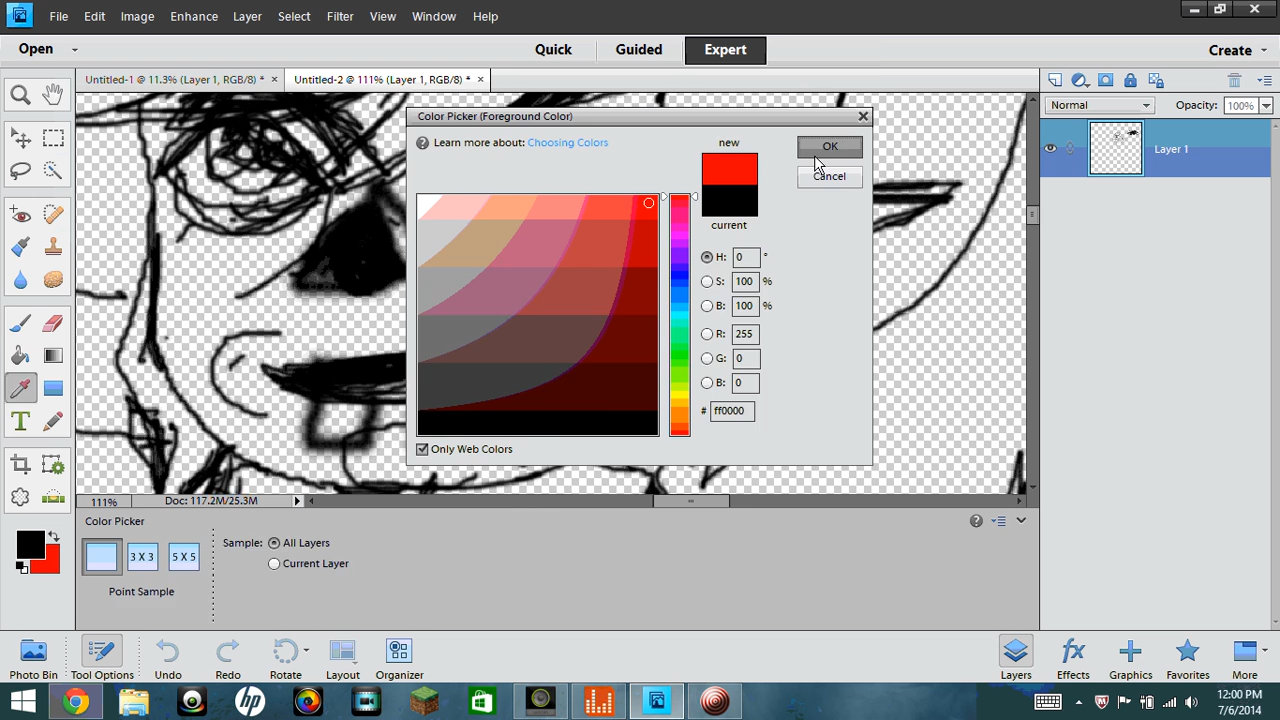 File Edit Image Enhance Layer Select Filter View Window Help
Open Quick Guided Expert Create
Untitled-1 @ 11.3% (Layer 1, RGB/8) * × Untitled-2 @ 111% (Layer 1, RGB/8) * ×
Normal Opacity: 100%
Layer 1
Color Picker (Foreground Color)
Learn more about: Choosing Colors
new
OK
Cancel
current
H: 0 °
S: 100 %
B: 100 %
R: 255
G: 0
B: 0
# ff0000
Only Web Colors
111% Doc: 117.2M/25.3M
Color Picker
3 X 3 5 X 5
Point Sample
Sample: All Layers
Current Layer
T
Photo Bin Tool Options Undo Redo Rotate Layout Organizer Layers Effects Graphics Favorites More
fx
hp
12:00 PM
7/6/2014